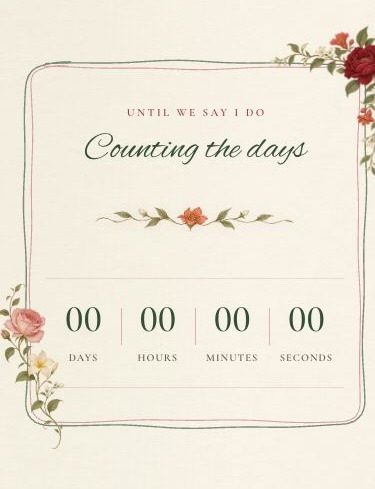 UNTIL WE SAY I DO
Counting the days
00 00 00 00
DAYS HOURS MINUTES SECONDS